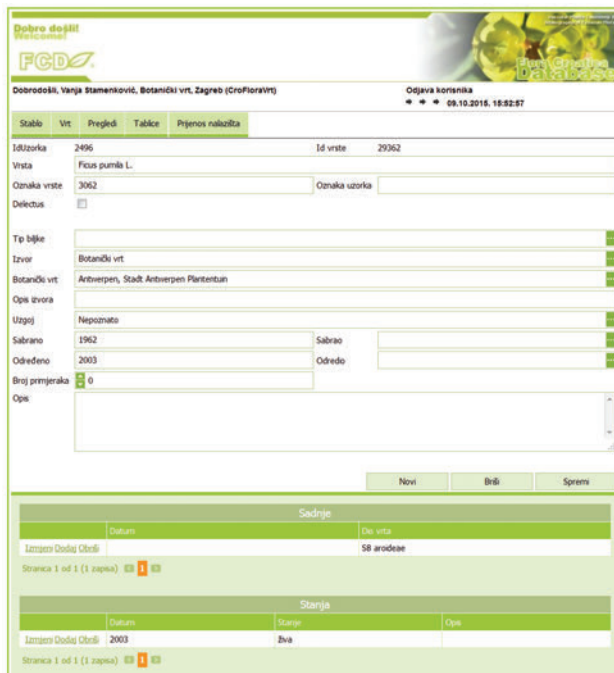 Dobro došli!
Welcome!
FCD
Flora Croatica
Database
Dobrodošli, Vanja Stamenković, Botanički vrt, Zagreb (CroFloraVrt)
Odjava korisnika
09.10.2015. 15:52:57
Stablo Vrt Pregledi Tablice Prijenos nalazišta
IdUzorka 2496 Id vrste 29362
Vrsta Ficus pumila L.
Oznaka vrste 3062 Oznaka uzorka
Delectus
Tip biljke
Izvor Botanički vrt
Botanički vrt Antwerpen, Stadt Antwerpen Plantentuin
Opis izvora
Uzgoj Nepoznato
Sabrano 1962 Sabrao
Određeno 2003 Odredio
Broj primjeraka 0
Opis
Novi Briši Spremi
Sadnje
Datum Dio vrta
Izmjeni Dodaj Obriši S8 aroideae
Stranica 1 od 1 (1 zapisa) 1
Stanja
Datum Stanje Opis
Izmjeni Dodaj Obriši 2003 živa
Stranica 1 od 1 (1 zapisa) 1